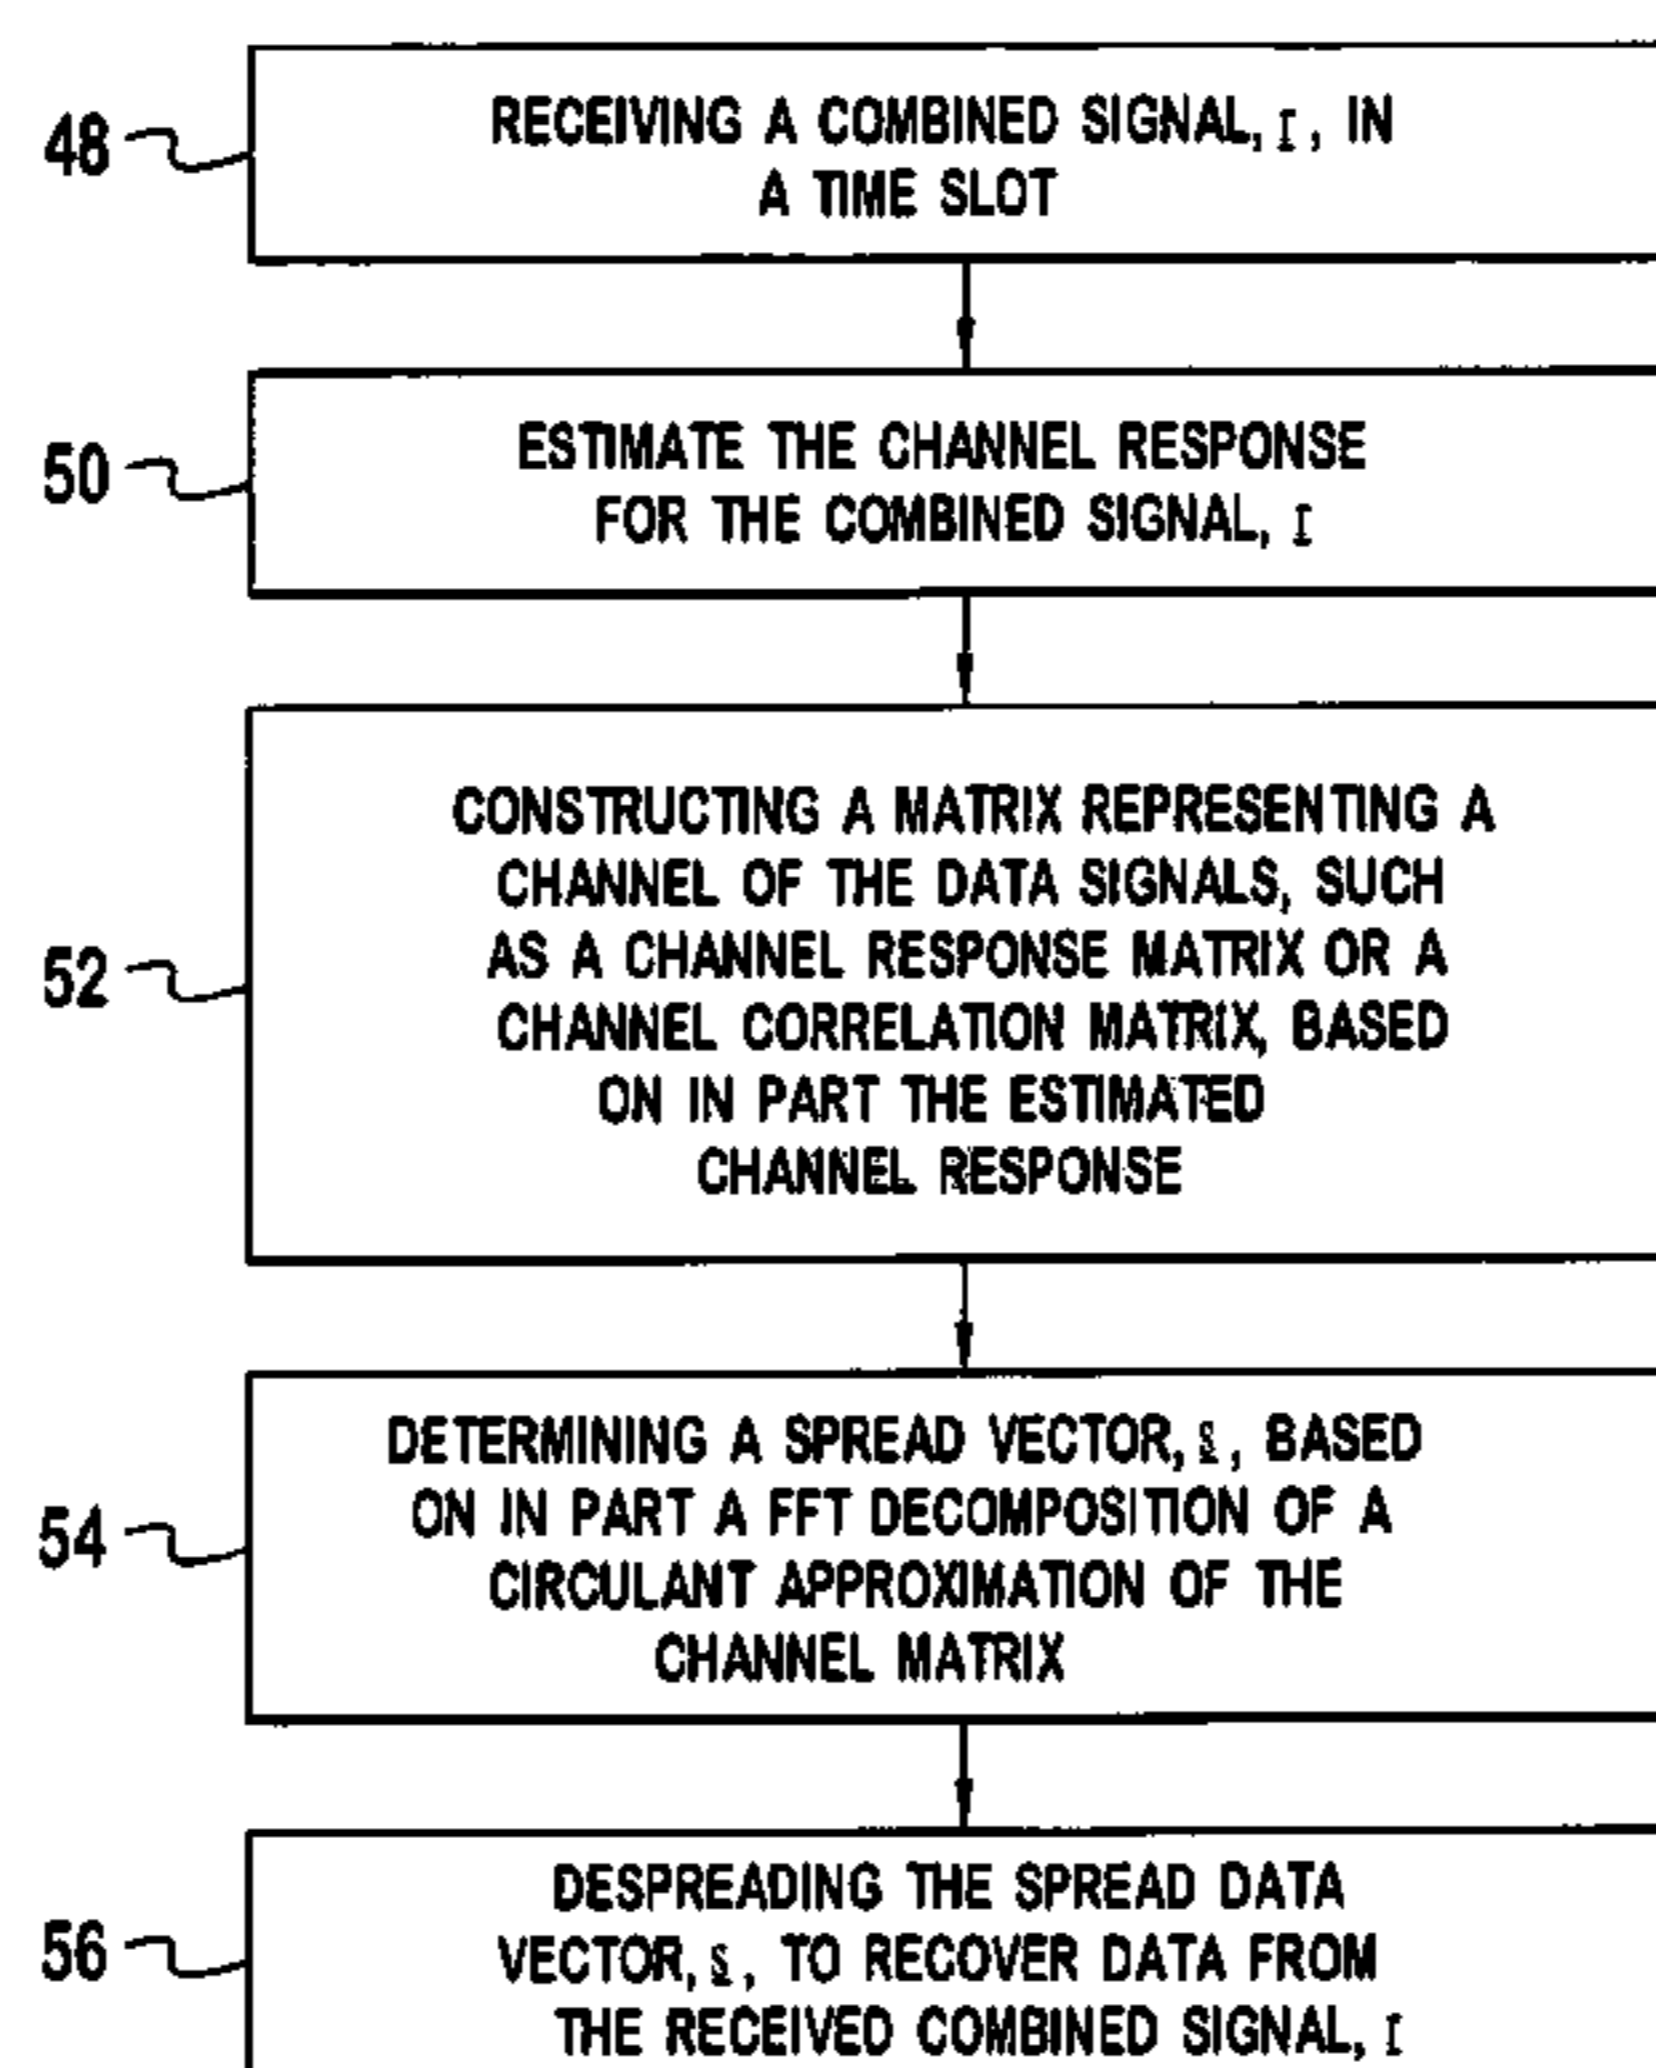 48
RECEIVING A COMBINED SIGNAL, r, IN
A TIME SLOT
50
ESTIMATE THE CHANNEL RESPONSE
FOR THE COMBINED SIGNAL, r
52
CONSTRUCTING A MATRIX REPRESENTING A
CHANNEL OF THE DATA SIGNALS, SUCH
AS A CHANNEL RESPONSE MATRIX OR A
CHANNEL CORRELATION MATRIX, BASED
ON IN PART THE ESTIMATED
CHANNEL RESPONSE
54
DETERMINING A SPREAD VECTOR, s, BASED
ON IN PART A FFT DECOMPOSITION OF A
CIRCULANT APPROXIMATION OF THE
CHANNEL MATRIX
56
DESPREADING THE SPREAD DATA
VECTOR, s, TO RECOVER DATA FROM
THE RECEIVED COMBINED SIGNAL, r